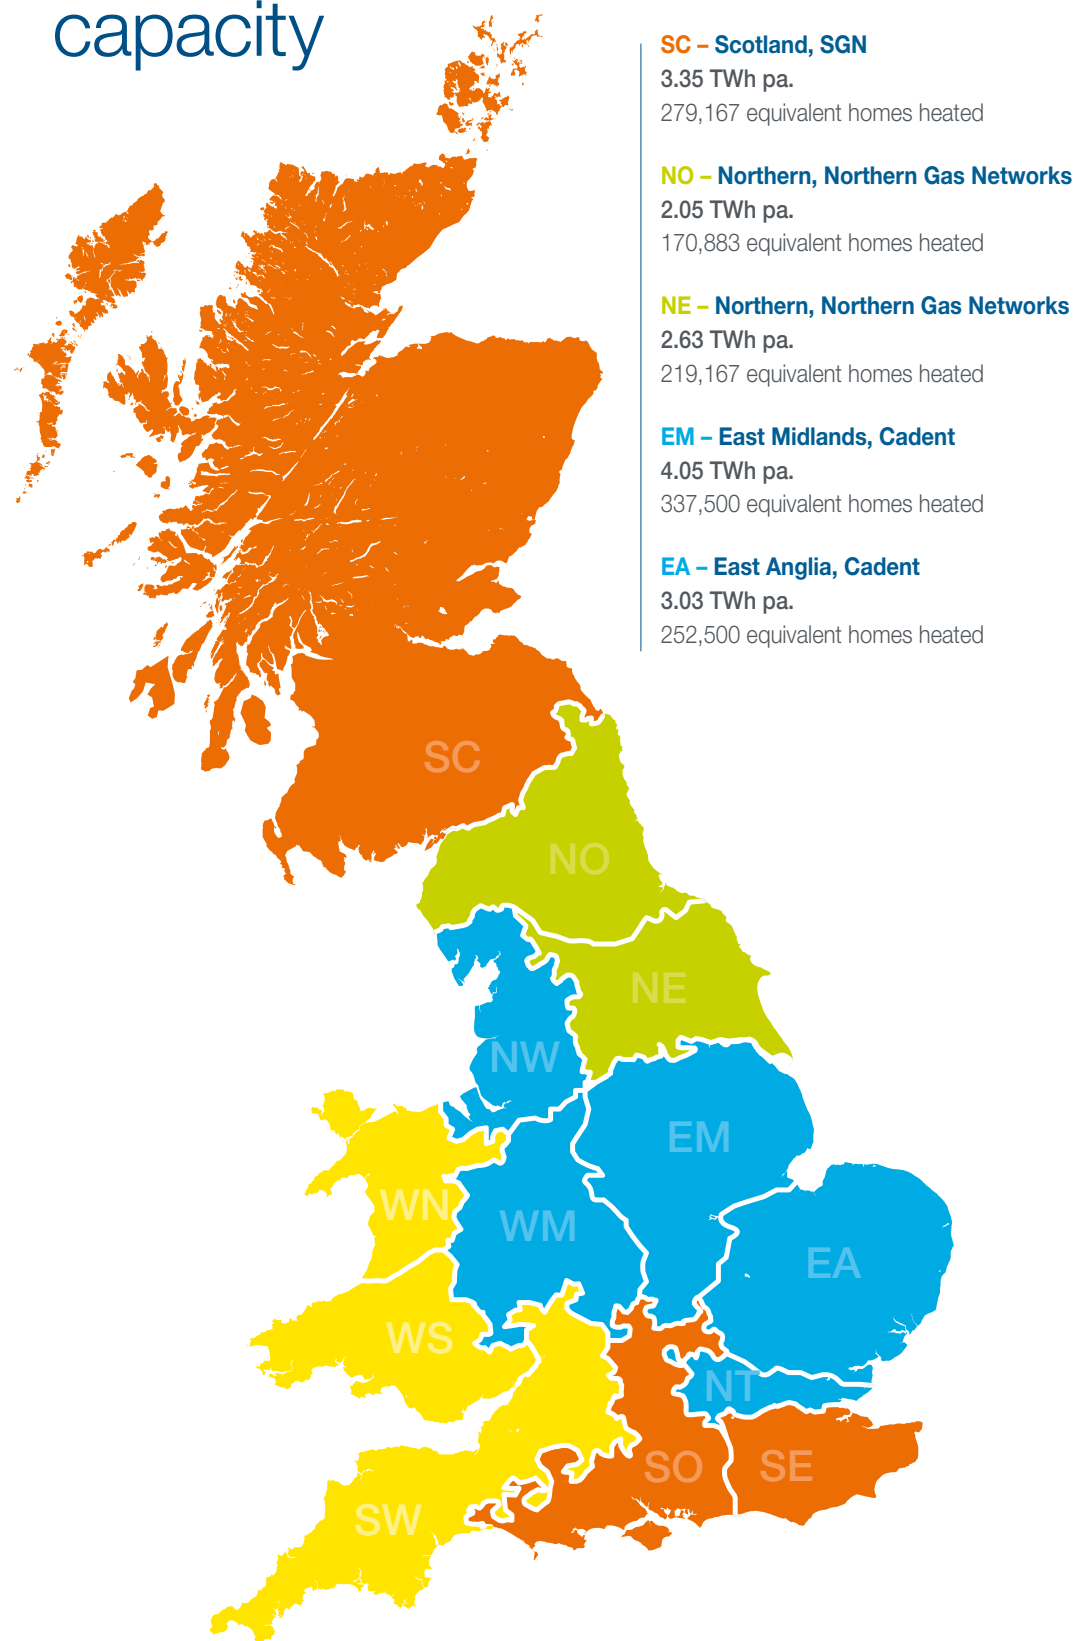 capacity
SC – Scotland, SGN
3.35 TWh pa.
279,167 equivalent homes heated
NO – Northern, Northern Gas Networks
2.05 TWh pa.
170,883 equivalent homes heated
NE – Northern, Northern Gas Networks
2.63 TWh pa.
219,167 equivalent homes heated
EM – East Midlands, Cadent
4.05 TWh pa.
337,500 equivalent homes heated
EA – East Anglia, Cadent
3.03 TWh pa.
252,500 equivalent homes heated
SC
NO
NE
NW
EM
WN
WM
EA
WS
NT
SO
SE
SW